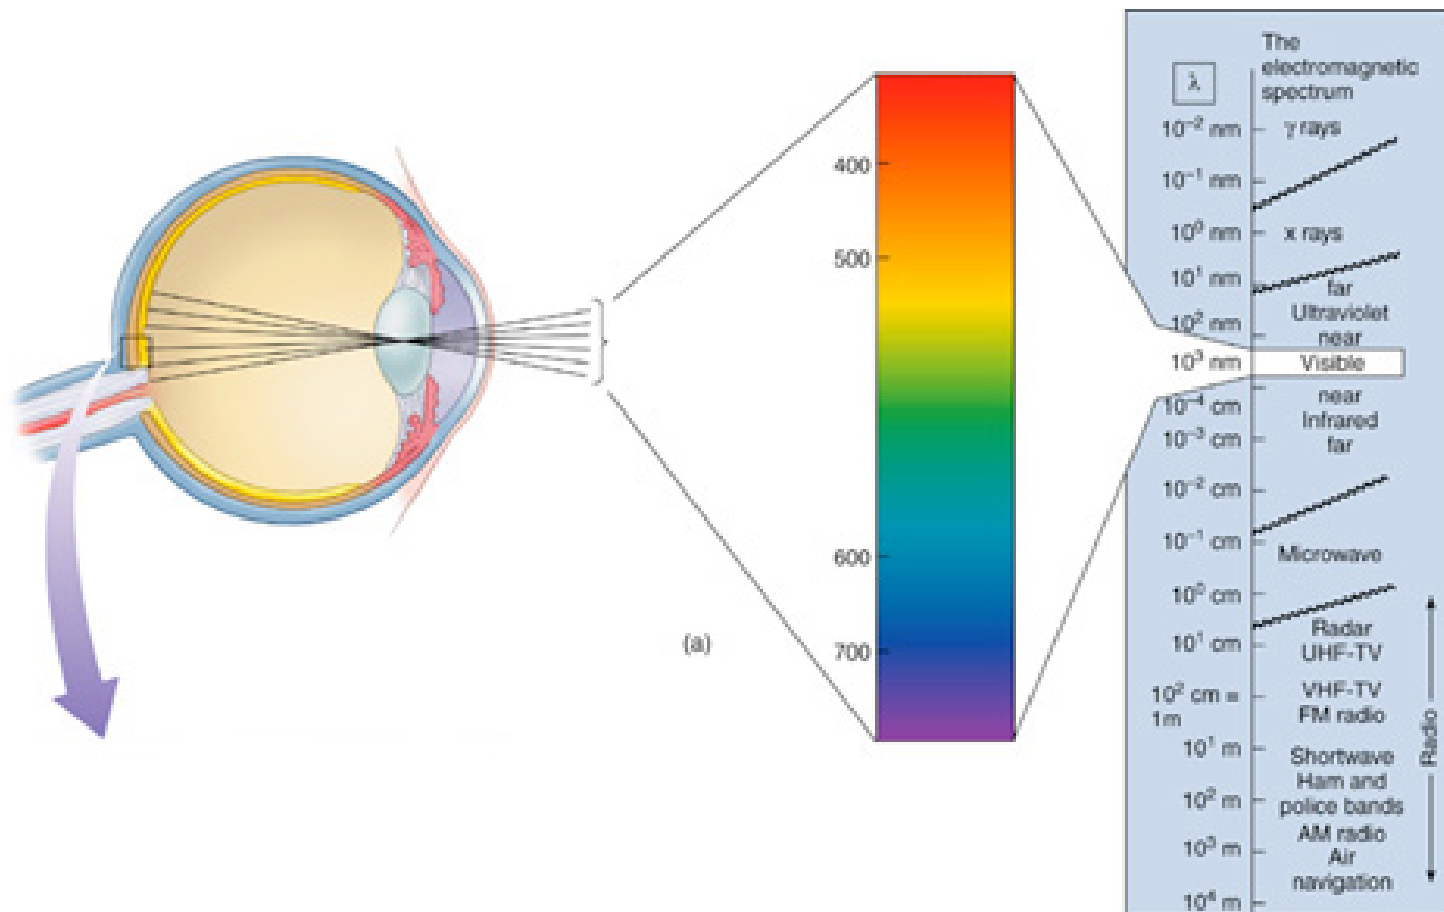 The
electromagnetic
spectrum
λ
10⁻² nm
γ rays
10⁻¹ nm
10⁰ nm
x rays
10¹ nm
far
Ultraviolet
10² nm
near
10³ nm
Visible
10⁻⁴ cm
near
Infrared
10⁻³ cm
far
10⁻² cm
10⁻¹ cm
Microwave
10⁰ cm
Radar
10¹ cm
UHF-TV
10² cm =
1m
VHF-TV
FM radio
10¹ m
Shortwave
Ham and
10² m
police bands
AM radio
10³ m
Air
navigation
10⁴ m
Radio
400
500
600
700
(a)